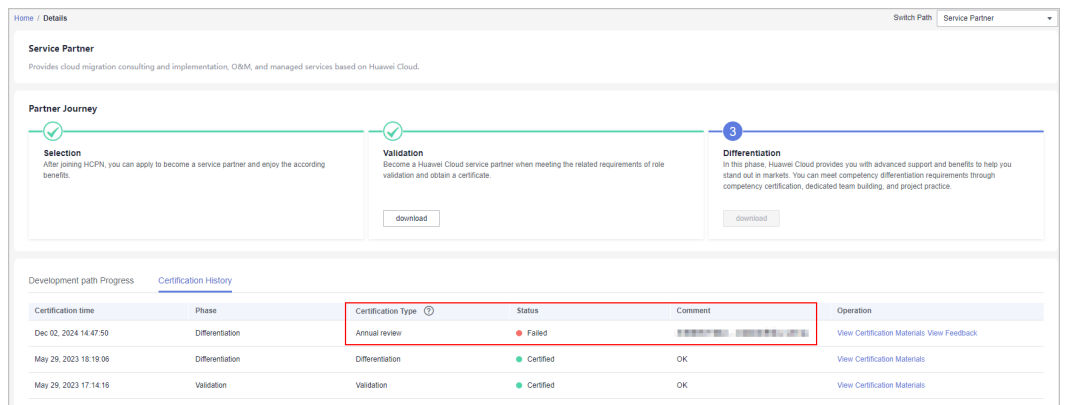 Home / Details
Switch Path Service Partner
Service Partner
Provides cloud migration consulting and implementation, O&M, and managed services based on Huawei Cloud.
Partner Journey
3
Selection
After joining HCPN, you can apply to become a service partner and enjoy the according
benefits.
Validation
Become a Huawei Cloud service partner when meeting the related requirements of role
validation and obtain a certificate.
download
Differentiation
In this phase, Huawei Cloud provides you with advanced support and benefits to help you
stand out in markets. You can meet competency differentiation requirements through
competency certification, dedicated team building, and project practice.
download
Development path Progress Certification History
Certification time Phase Certification Type ? Status Comment Operation
Dec 02, 2024 14:47:50 Differentiation Annual review Failed View Certification Materials View Feedback
May 29, 2023 18:19:06 Differentiation Differentiation Certified OK View Certification Materials
May 29, 2023 17:14:16 Validation Validation Certified OK View Certification Materials